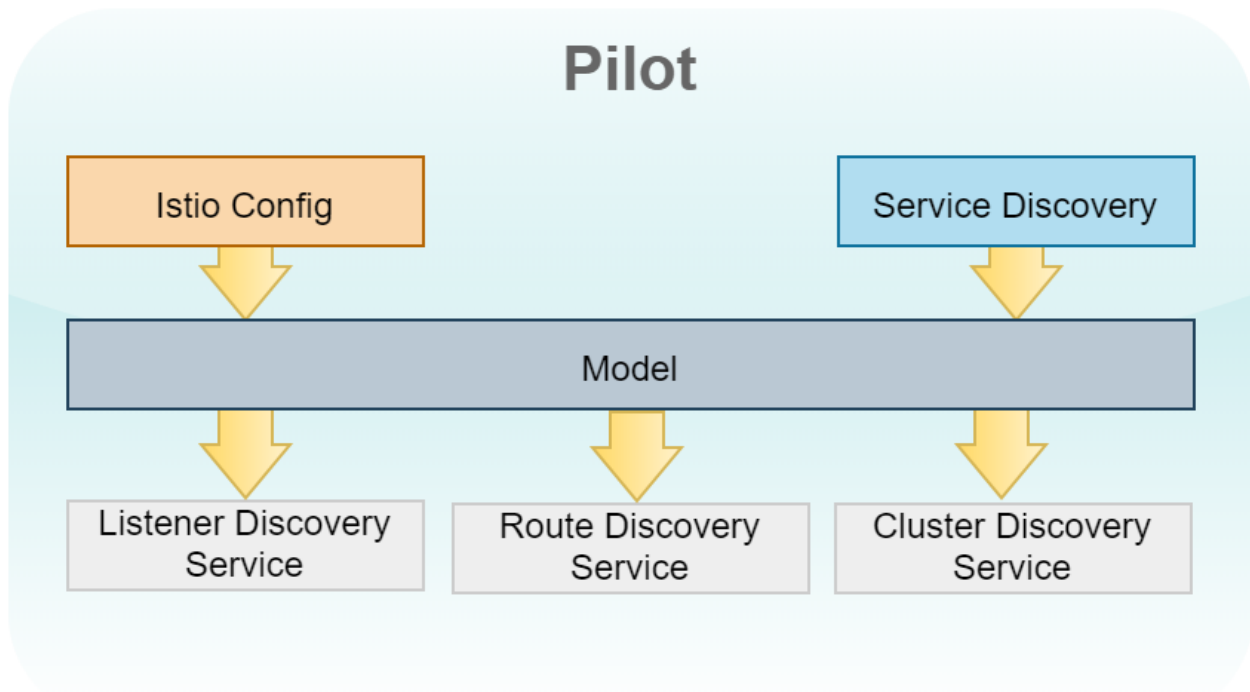 Pilot
Istio Config
Service Discovery
Model
Listener Discovery
Service
Route Discovery
Service
Cluster Discovery
Service